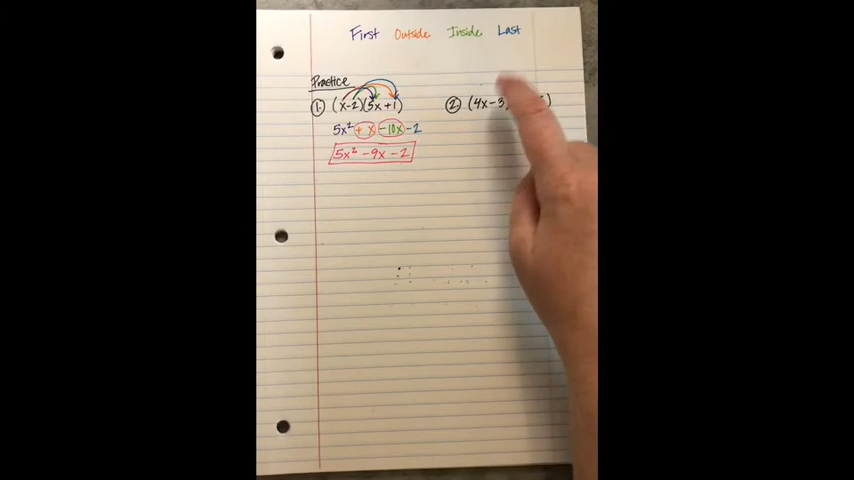 First Outside Inside Last
Practice
1. (x-2)(5x+1)
5x² + x - 10x - 2
5x² - 9x - 2
2. (4x-3)